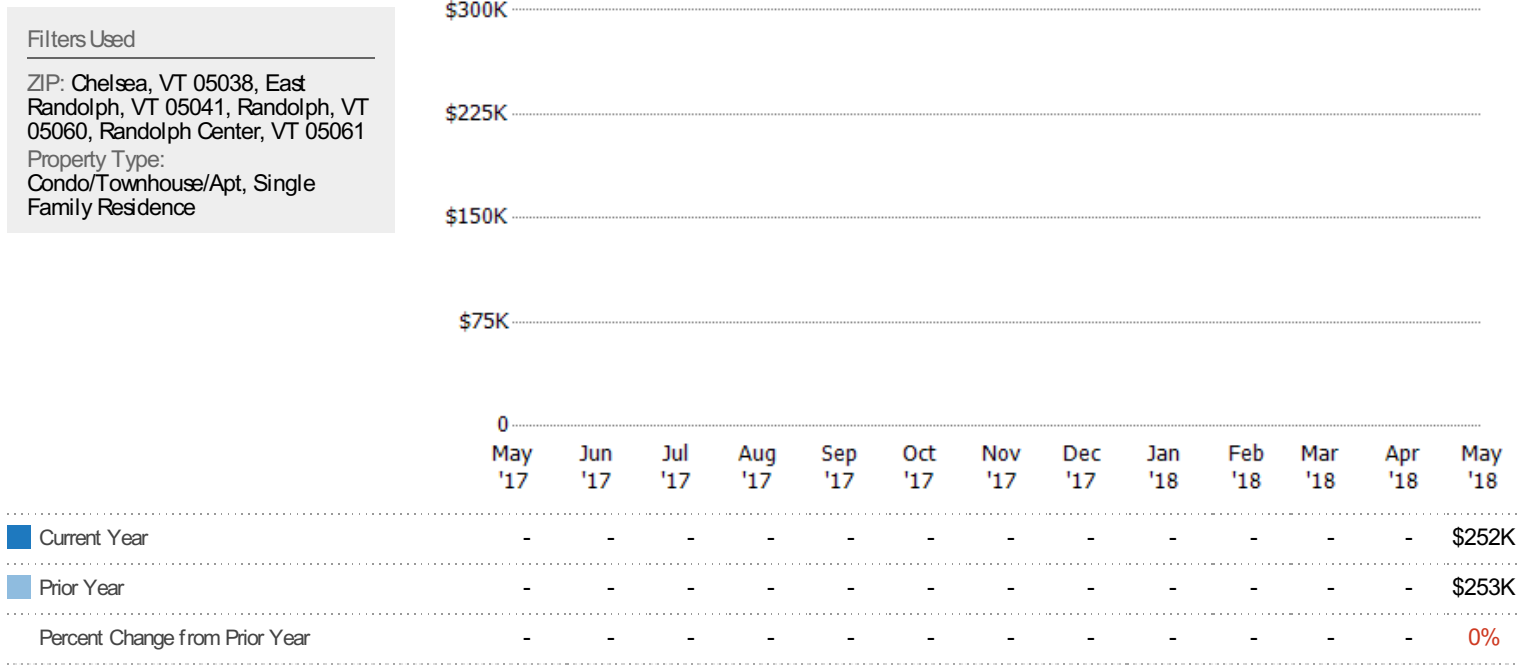 Filters Used
ZIP: Chelsea, VT 05038, East
Randolph, VT 05041, Randolph, VT
05060, Randolph Center, VT 05061
Property Type:
Condo/Townhouse/Apt, Single
Family Residence
$300K
$225K
$150K
$75K
0
May Jun Jul Aug Sep Oct Nov Dec Jan Feb Mar Apr May
'17 '17 '17 '17 '17 '17 '17 '17 '18 '18 '18 '18 '18
Current Year - - - - - - - - - - - - $252K
Prior Year - - - - - - - - - - - - $253K
Percent Change from Prior Year - - - - - - - - - - - - 0%